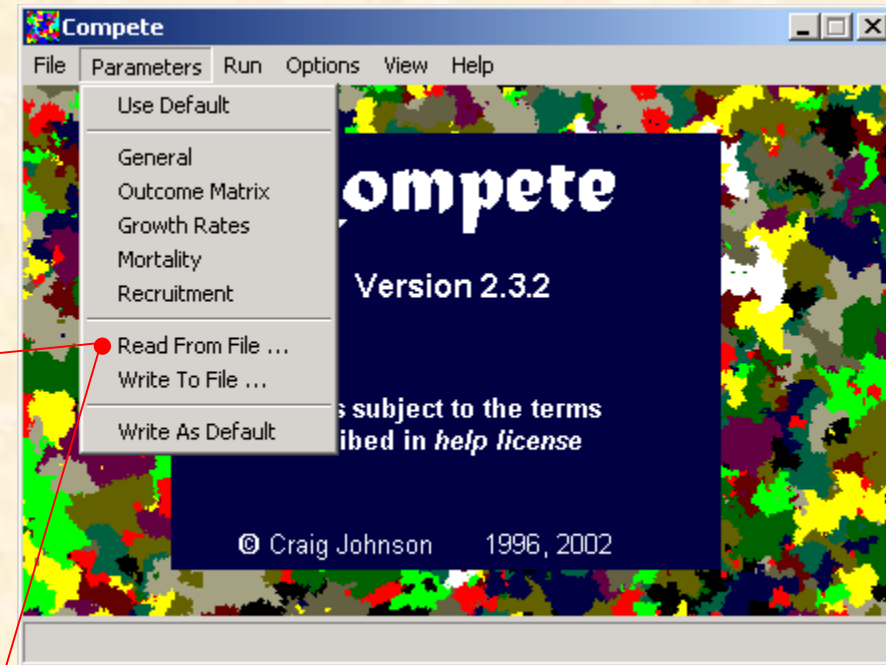 Compete
File Parameters Run Options View Help
Use Default
General
Outcome Matrix
Growth Rates
Mortality
Recruitment
Read From File ...
Write To File ...
Write As Default
ompete
Version 2.3.2
s subject to the terms
ibed in help license
© Craig Johnson 1996, 2002